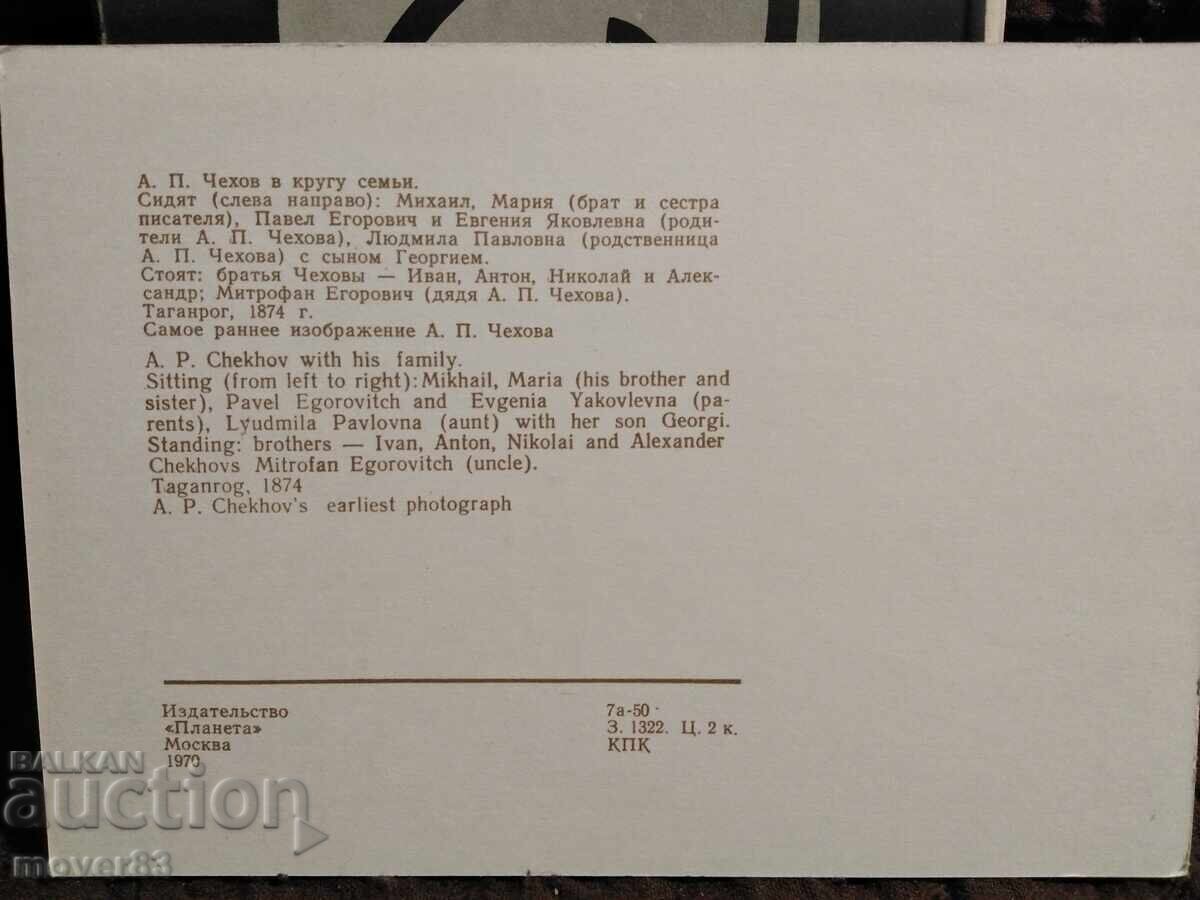 А. П. Чехов в кругу семьи.
Сидят (слева направо): Михаил, Мария (брат и сестра
писателя), Павел Егорович и Евгения Яковлевна (роди-
тели А. П. Чехова), Людмила Павловна (родственница
А. П. Чехова) с сыном Георгием.
Стоят: братья Чеховы — Иван, Антон, Николай и Алек-
сандр; Митрофан Егорович (дядя А. П. Чехова).
Таганрог, 1874 г.
Самое раннее изображение А. П. Чехова
A. P. Chekhov with his family.
Sitting (from left to right): Mikhail, Maria (his brother and
sister), Pavel Egorovitch and Evgenia Yakovlevna (pa-
rents), Lyudmila Pavlovna (aunt) with her son Georgi.
Standing: brothers — Ivan, Anton, Nikolai and Alexander
Chekhovs Mitrofan Egorovitch (uncle).
Taganrog, 1874
A. P. Chekhov's earliest photograph
Издательство
«Планета»
Москва
1970
7а-50
З. 1322. Ц. 2 к.
КПК
BALKAN
auction
mover83